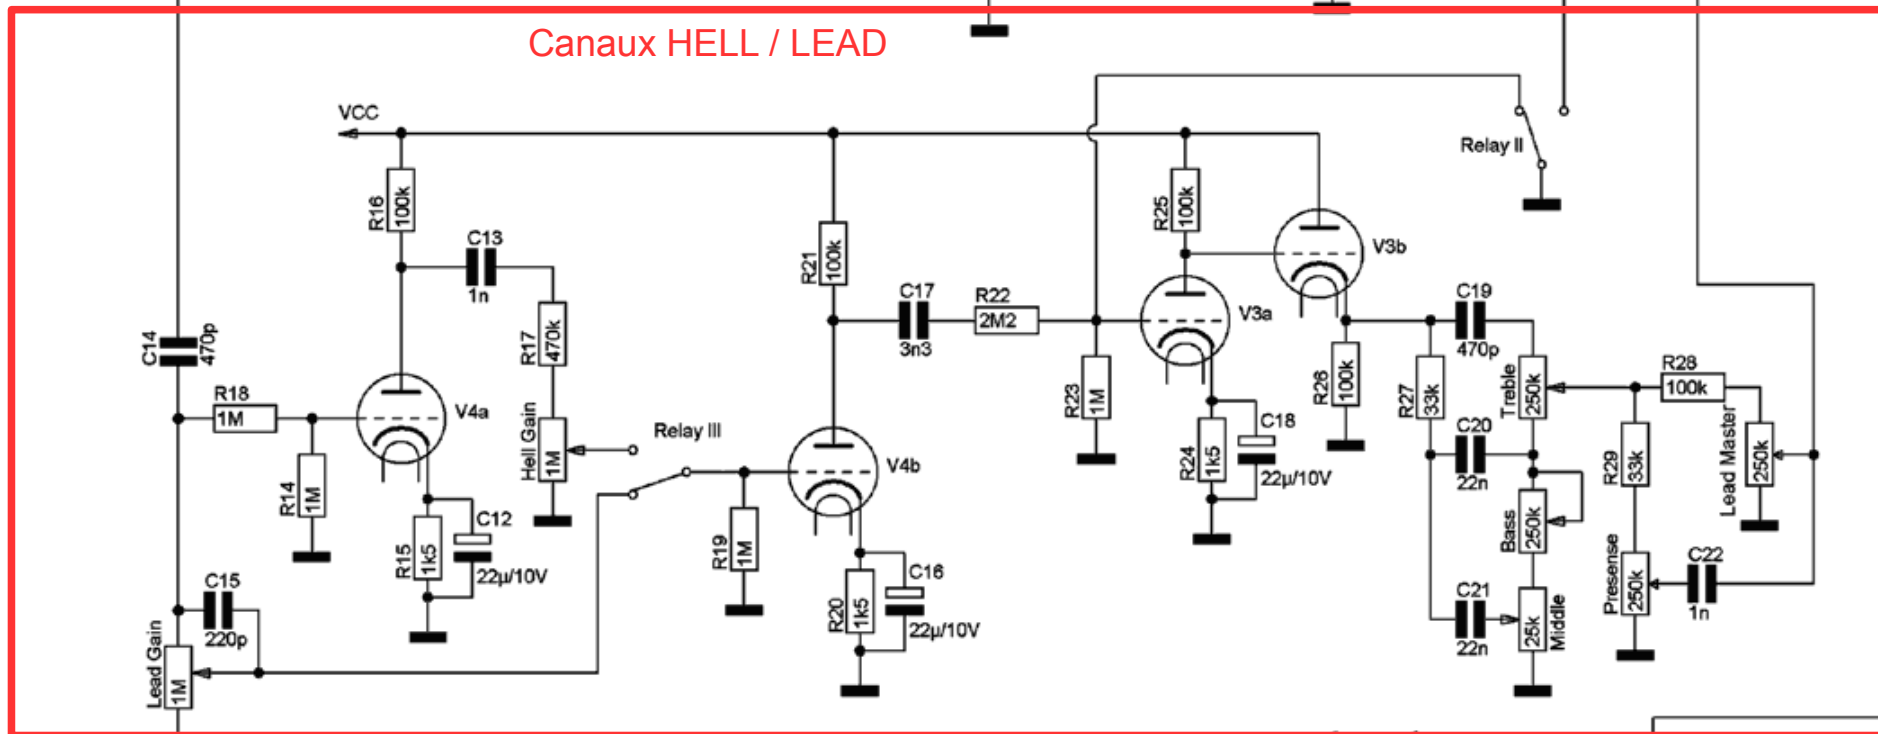 Canaux HELL / LEAD
VCC
Relay II
R16
100k
R25
100k
C13
1n
R21
100k
V3b
C17
3n3
R22
2M2
V3a
C19
470p
C14
470p
R17
470k
R18
1M
V4a
R23
1M
R26
100k
R27
33k
Treble
250k
R28
100k
Hell Gain
1M
Relay III
C18
22µ/10V
R24
1k5
C20
22n
R29
33k
Lead Master
250k
R14
1M
V4b
C12
22µ/10V
R15
1k5
R19
1M
Bass
250k
C16
22µ/10V
R20
1k5
C15
220p
C21
22n
25k
Middle
Presense
250k
C22
1n
Lead Gain
1M